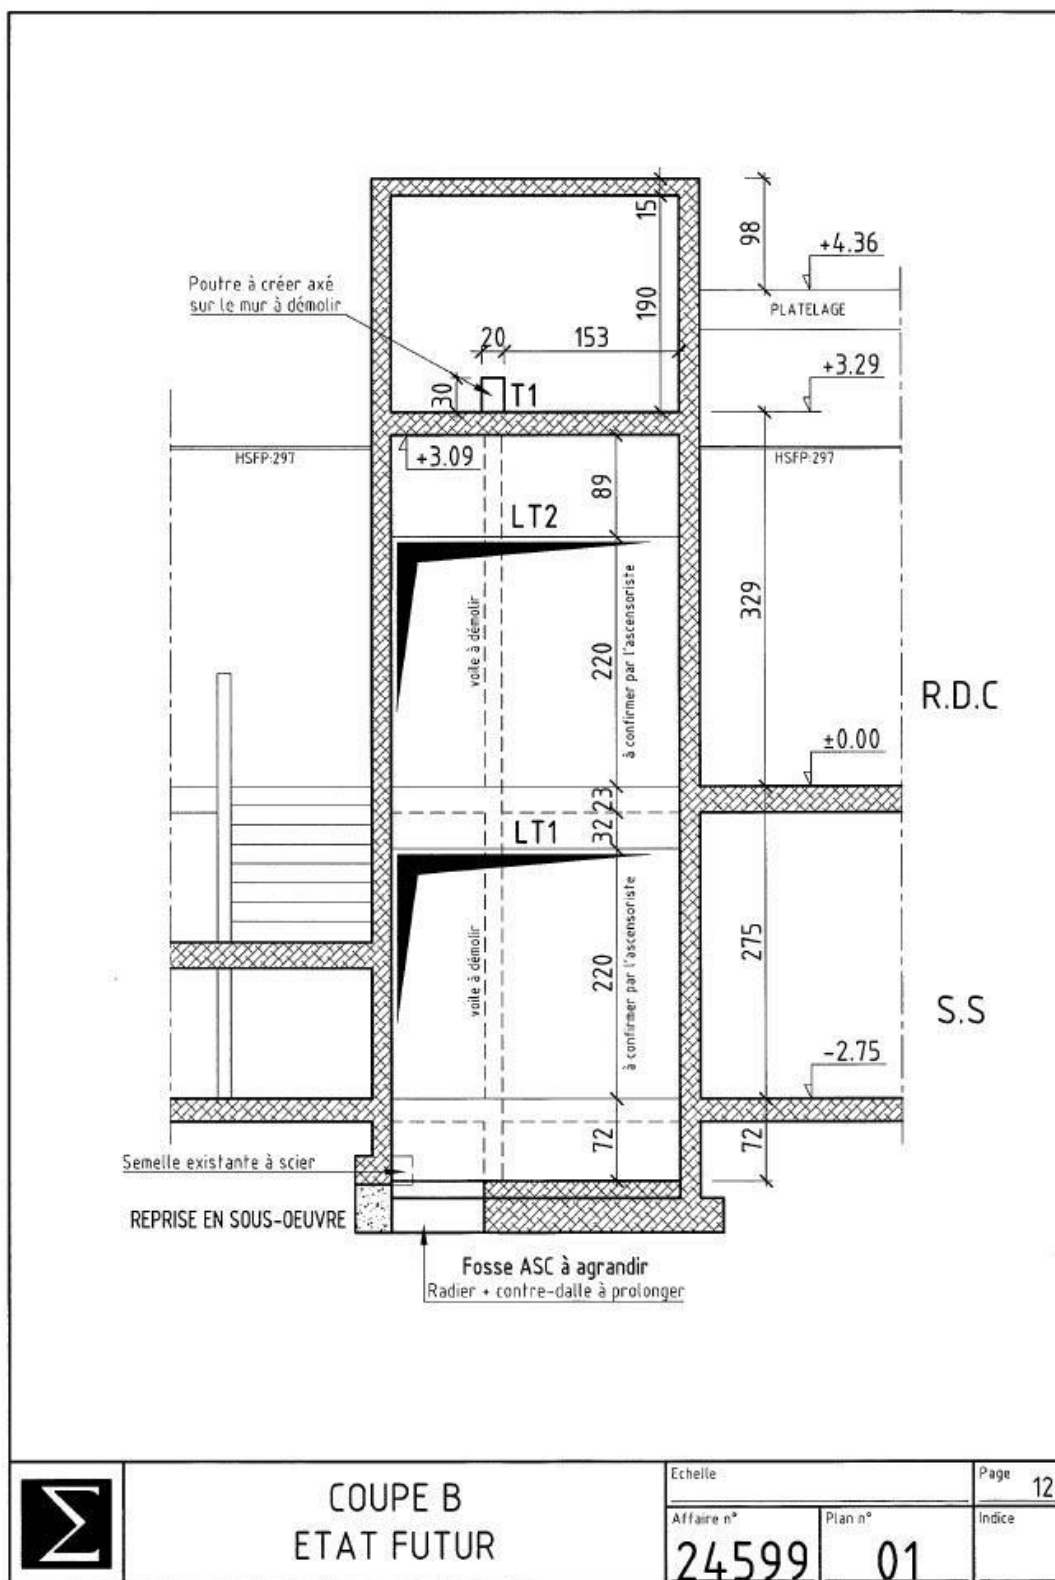 15
98
+4.36
Poutre à créer axé
sur le mur à démolir
190
PLATELAGE
20
153
+3.29
30
T1
HSFP:297
+3.09
HSFP:297
89
LT2
voile à démolir
220
à confirmer par l'ascensoriste
329
R.D.C
±0.00
23
LT1
32
voile à démolir
220
à confirmer par l'ascensoriste
275
S.S
-2.75
72
72
Semelle existante à scier
REPRISE EN SOUS-OEUVRE
Fosse ASC à agrandir
Radier + contre-dalle à prolonger
Σ
COUPE B
ETAT FUTUR
Echelle
Page 12
Affaire n°
24599
Plan n°
01
Indice